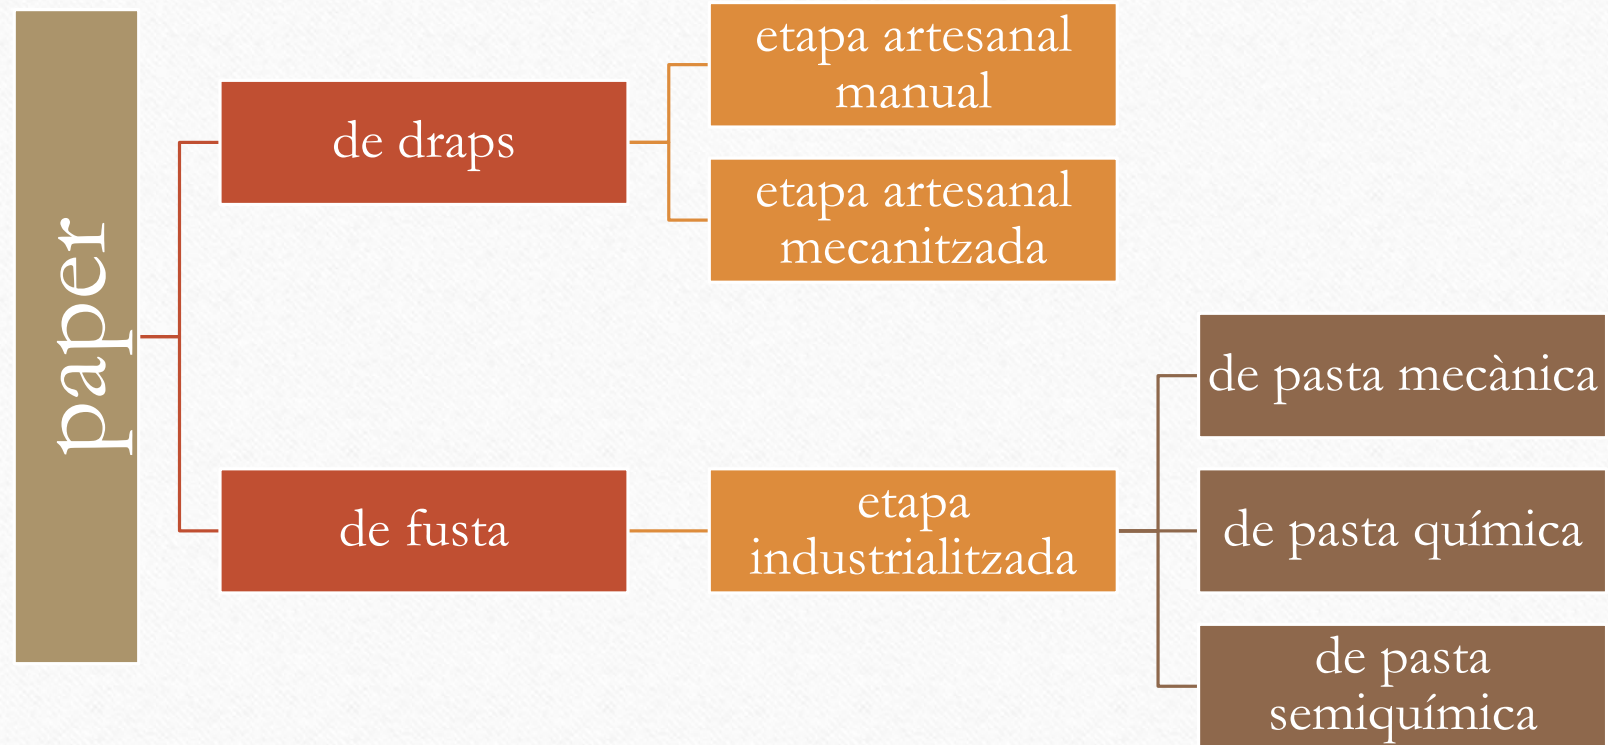 paper
de draps
etapa artesanal
manual
etapa artesanal
mecanitzada
de fusta
etapa
industrialitzada
de pasta mecànica
de pasta química
de pasta
semiquímica